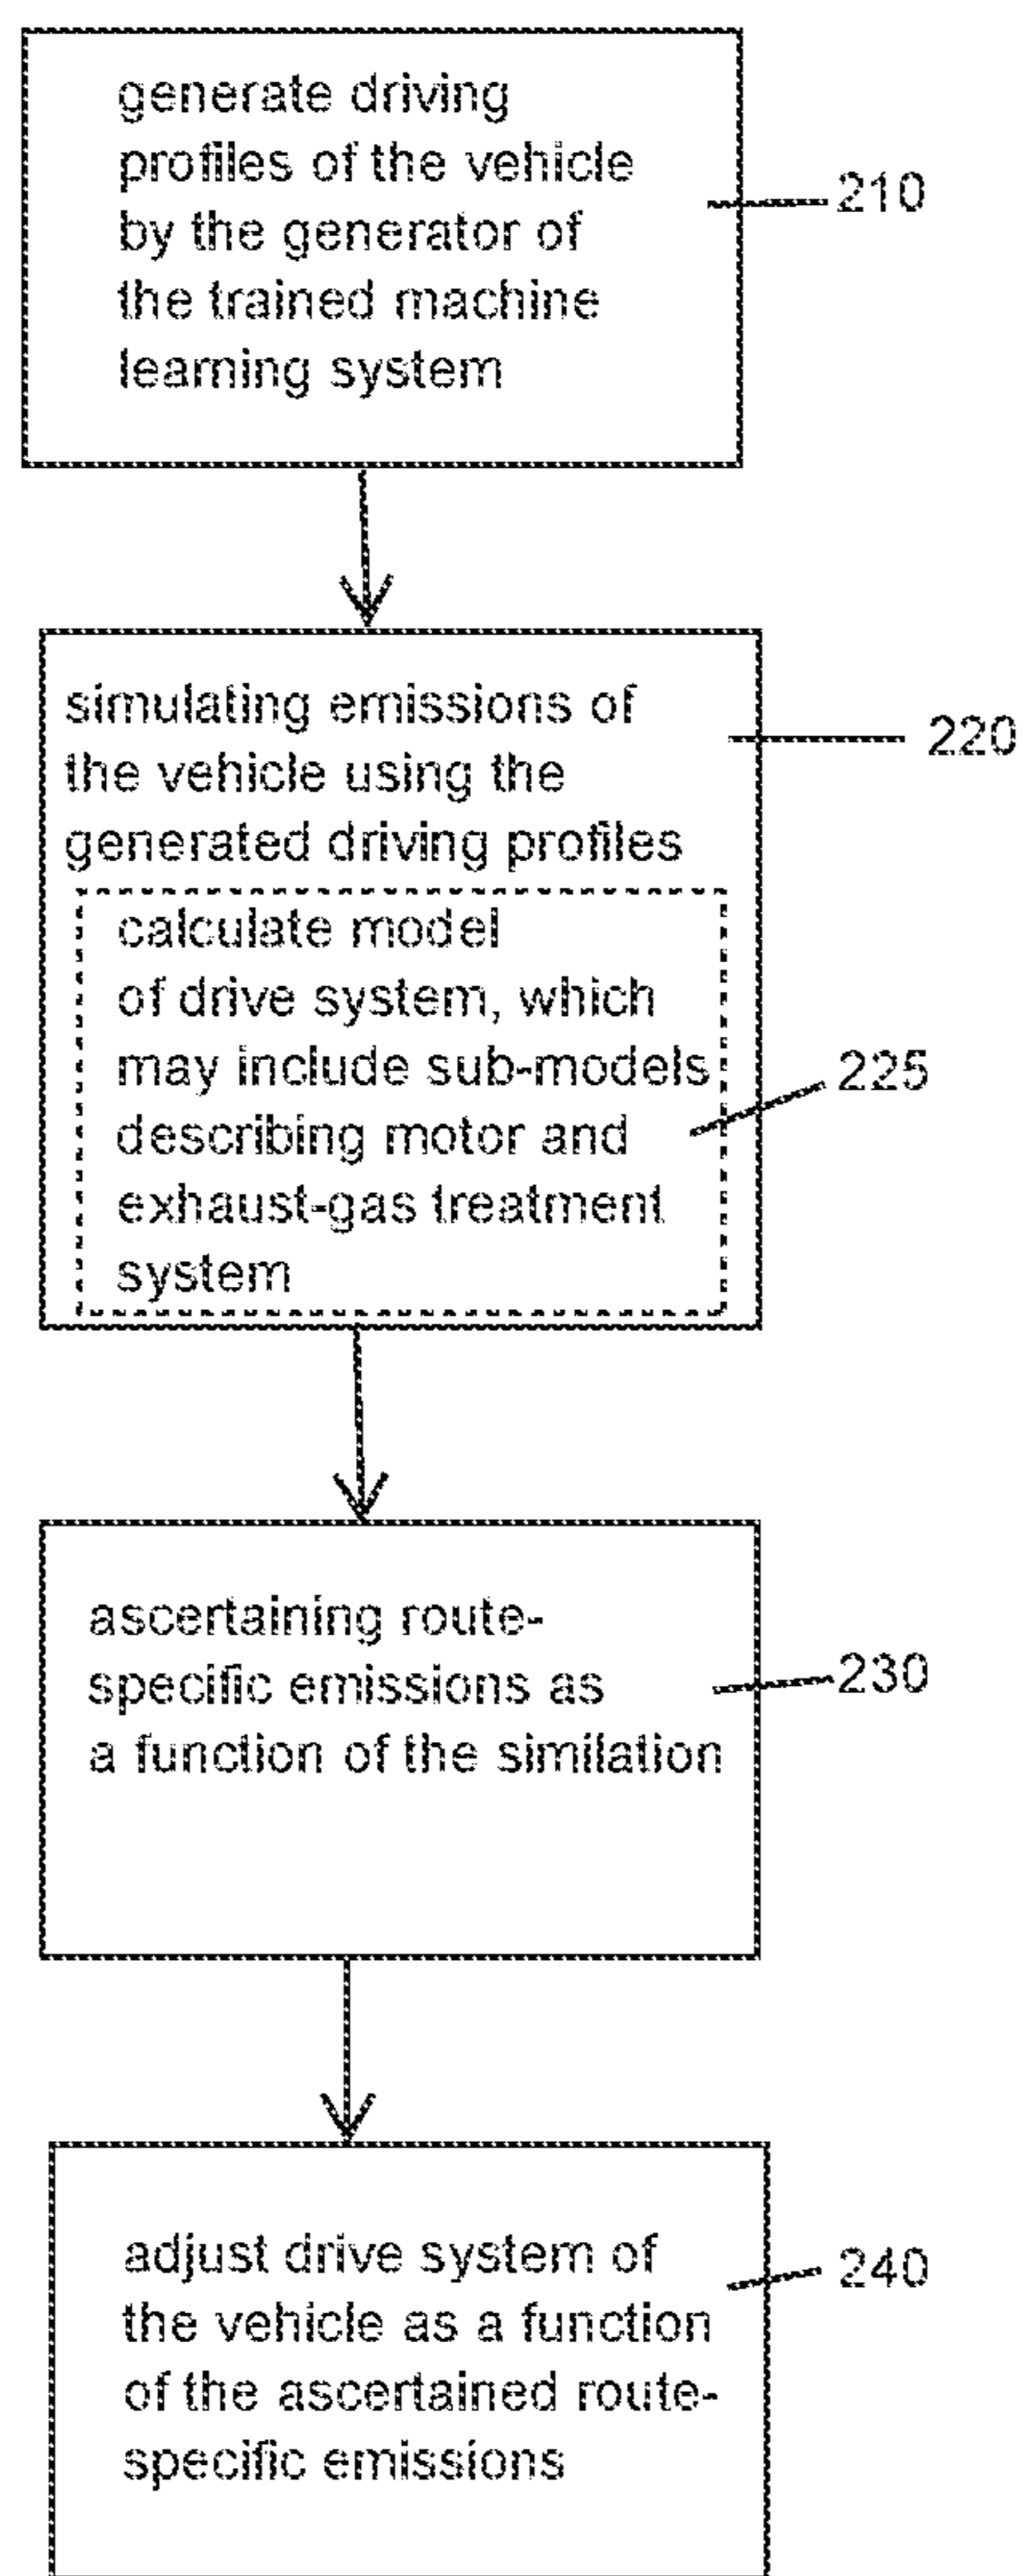 generate driving
profiles of the vehicle
by the generator of
the trained machine
learning system
210
simulating emissions of
the vehicle using the
generated driving profiles
220
calculate model
of drive system, which
may include sub-models
describing motor and
exhaust-gas treatment
system
225
ascertaining route-
specific emissions as
a function of the similation
230
adjust drive system of
the vehicle as a function
of the ascertained route-
specific emissions
240